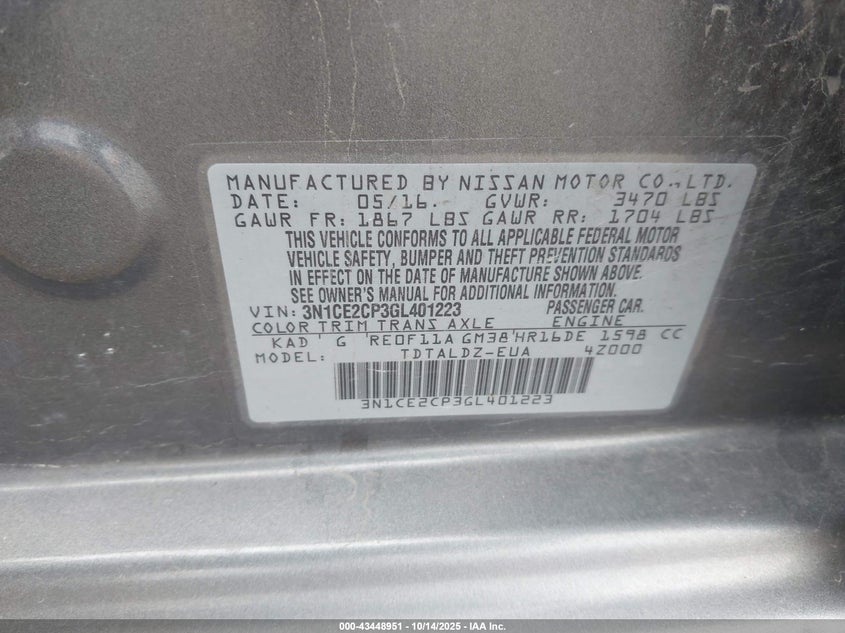 MANUFACTURED BY NISSAN MOTOR CO., LTD.
DATE: 05/16. GVWR: 3470 LBS
GAWR FR: 1867 LBS GAWR RR: 1704 LBS
THIS VEHICLE CONFORMS TO ALL APPLICABLE FEDERAL MOTOR
VEHICLE SAFETY, BUMPER AND THEFT PREVENTION STANDARDS
IN EFFECT ON THE DATE OF MANUFACTURE SHOWN ABOVE.
SEE OWNER'S MANUAL FOR ADDITIONAL INFORMATION.
VIN: 3N1CE2CP3GL401223 PASSENGER CAR.
COLOR TRIM TRANS AXLE ENGINE
KAD' G 'RE0F11A GM38'HR16DE 1598 CC
MODEL: TDTALDZ-EUA 4Z000
3N1CE2CP3GL401223
000-43448951 | 10/14/2025 - IAA Inc.